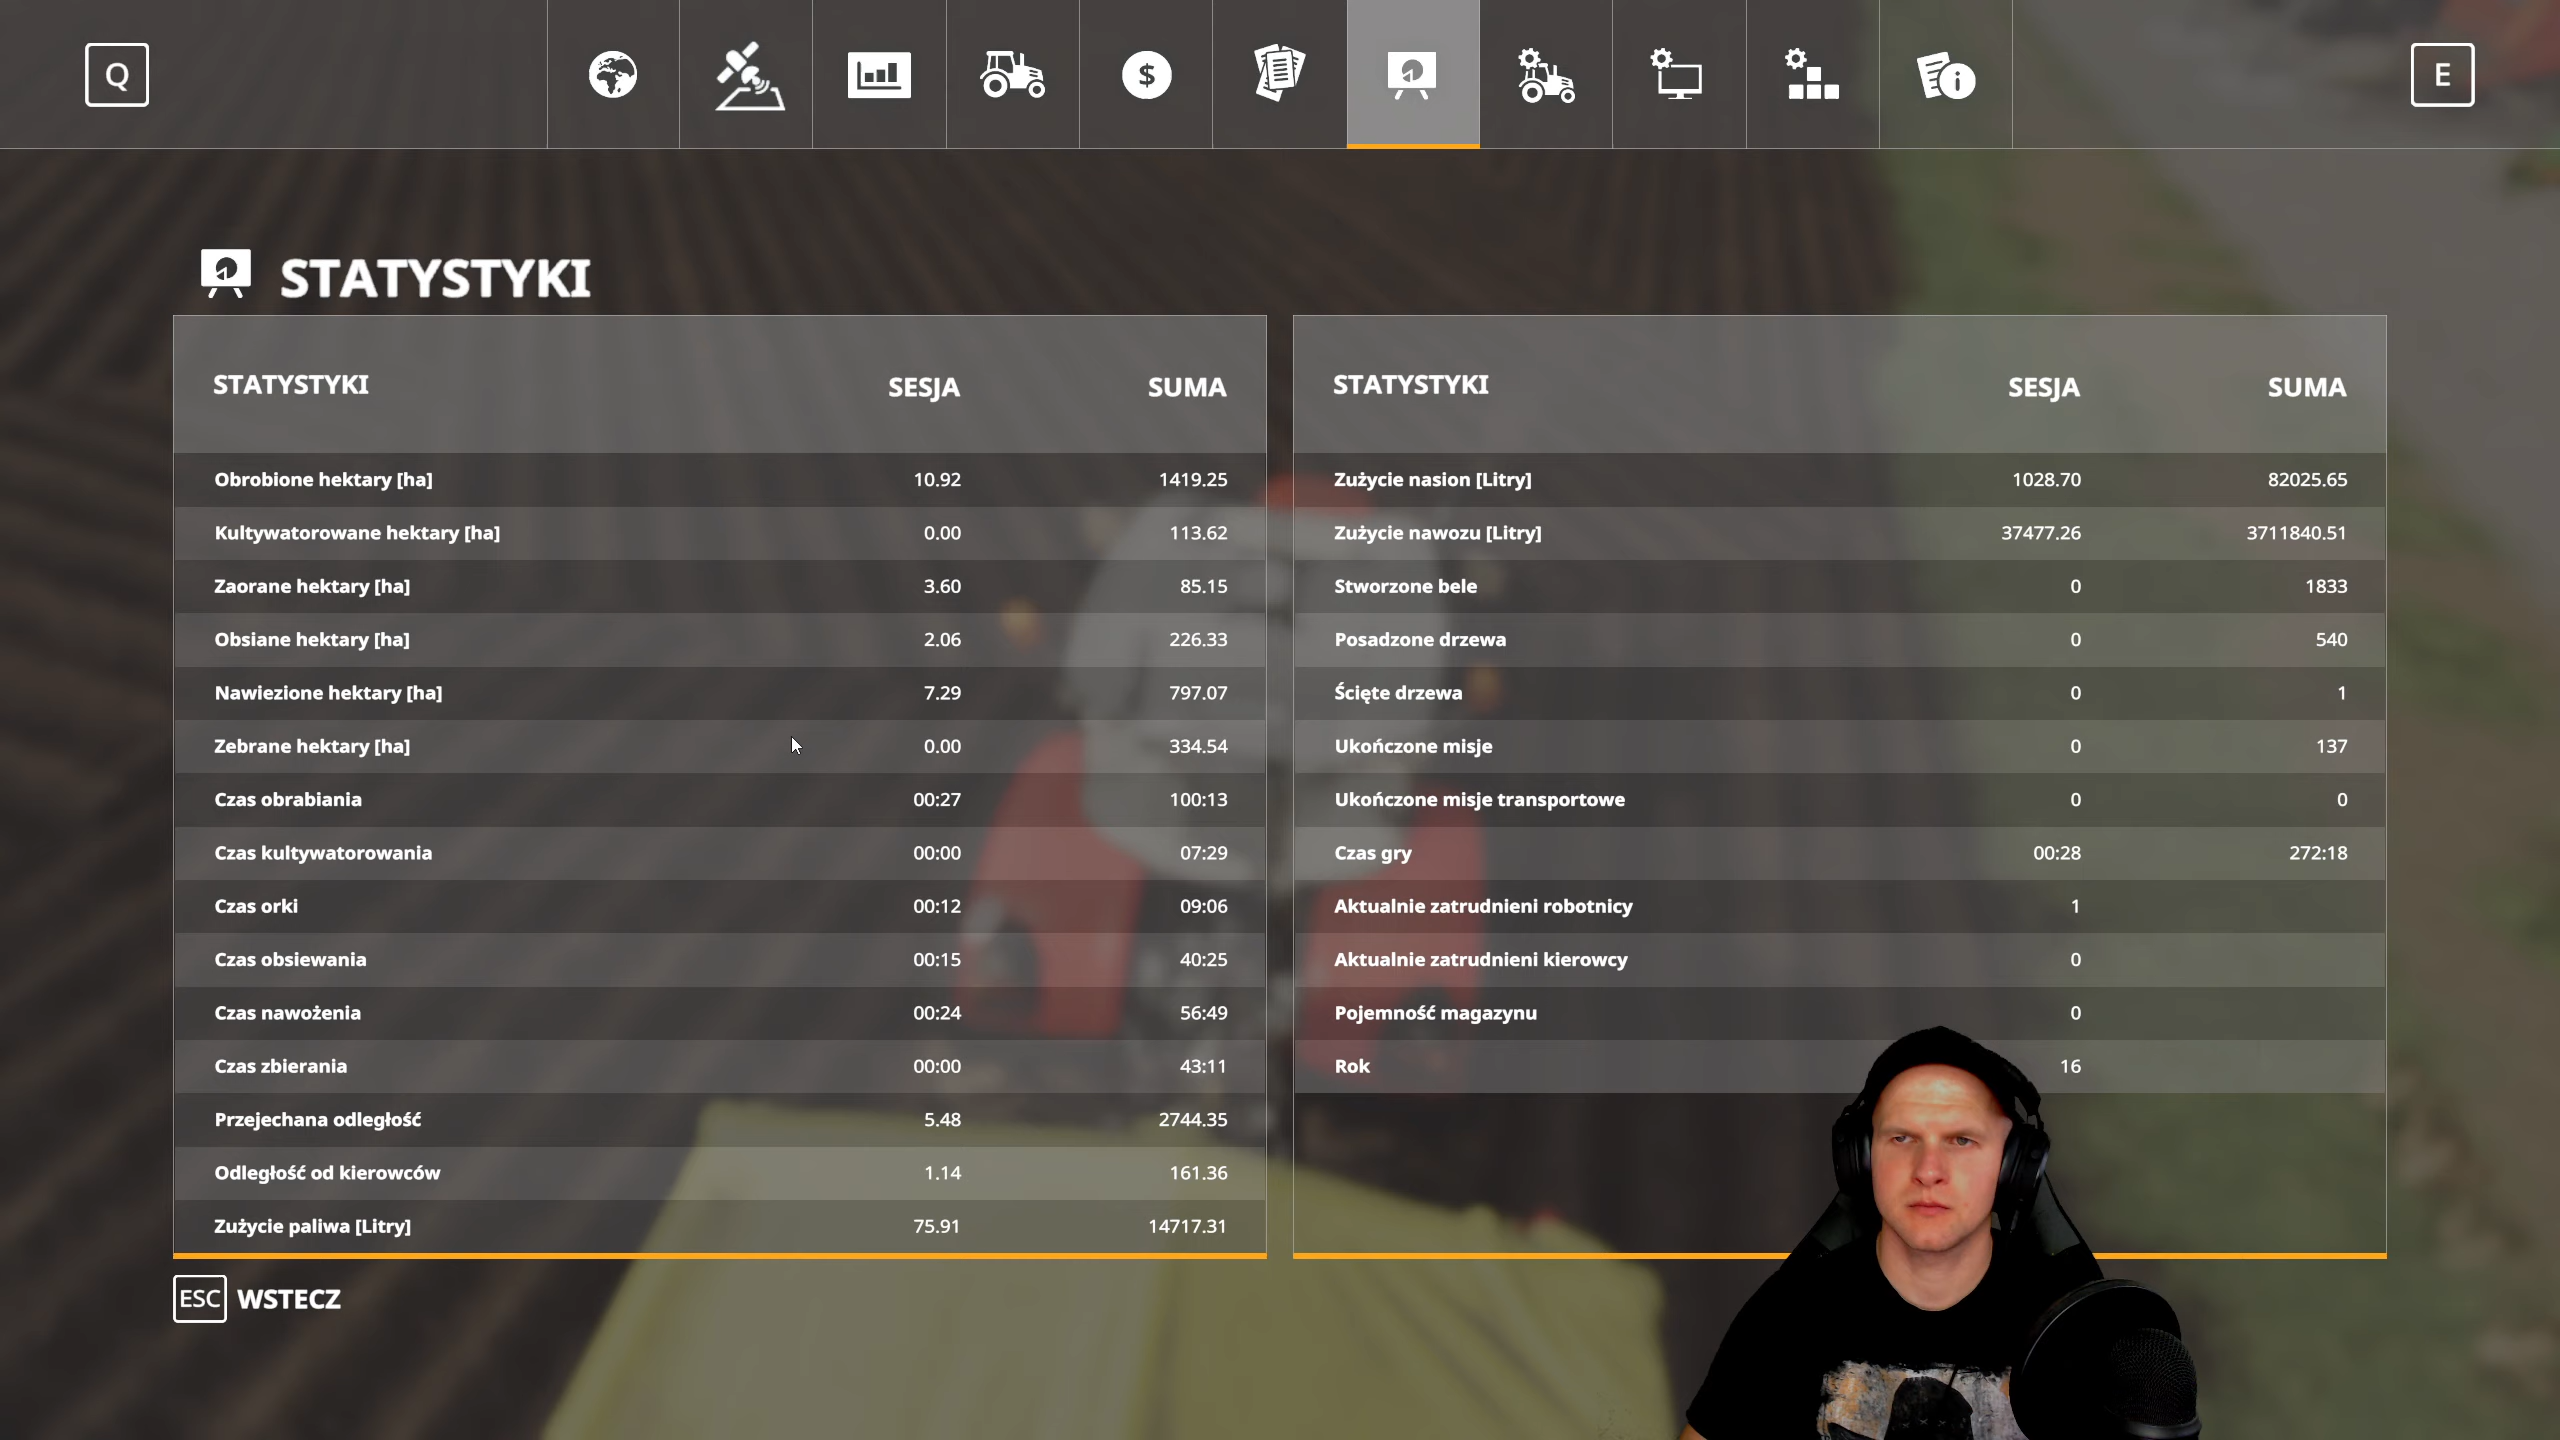 Q
E
STATYSTYKI
STATYSTYKI SESJA SUMA
Obrobione hektary [ha] 10.92 1419.25
Kultywatorowane hektary [ha] 0.00 113.62
Zaorane hektary [ha] 3.60 85.15
Obsiane hektary [ha] 2.06 226.33
Nawiezione hektary [ha] 7.29 797.07
Zebrane hektary [ha] 0.00 334.54
Czas obrabiania 00:27 100:13
Czas kultywatorowania 00:00 07:29
Czas orki 00:12 09:06
Czas obsiewania 00:15 40:25
Czas nawożenia 00:24 56:49
Czas zbierania 00:00 43:11
Przejechana odległość 5.48 2744.35
Odległość od kierowców 1.14 161.36
Zużycie paliwa [Litry] 75.91 14717.31
STATYSTYKI SESJA SUMA
Zużycie nasion [Litry] 1028.70 82025.65
Zużycie nawozu [Litry] 37477.26 3711840.51
Stworzone bele 0 1833
Posadzone drzewa 0 540
Ścięte drzewa 0 1
Ukończone misje 0 137
Ukończone misje transportowe 0 0
Czas gry 00:28 272:18
Aktualnie zatrudnieni robotnicy 1
Aktualnie zatrudnieni kierowcy 0
Pojemność magazynu 0
Rok 16
ESC WSTECZ